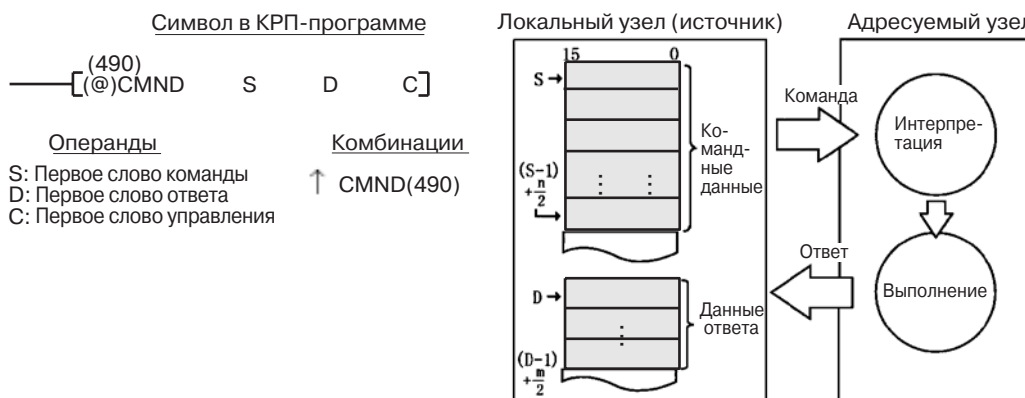 Символ в КРП-программе
(490)
[(@)CMND S D C]
Операнды
S: Первое слово команды
D: Первое слово ответа
C: Первое слово управления
Комбинации
↑ CMND(490)
Локальный узел (источник)
15 0
S →
(S-1)
+n/2
Ко-
манд-
ные
данные
D →
(D-1)
+m/2
Данные
ответа
Команда
Ответ
Адресуемый узел
Интерпре-
тация
Выполнение